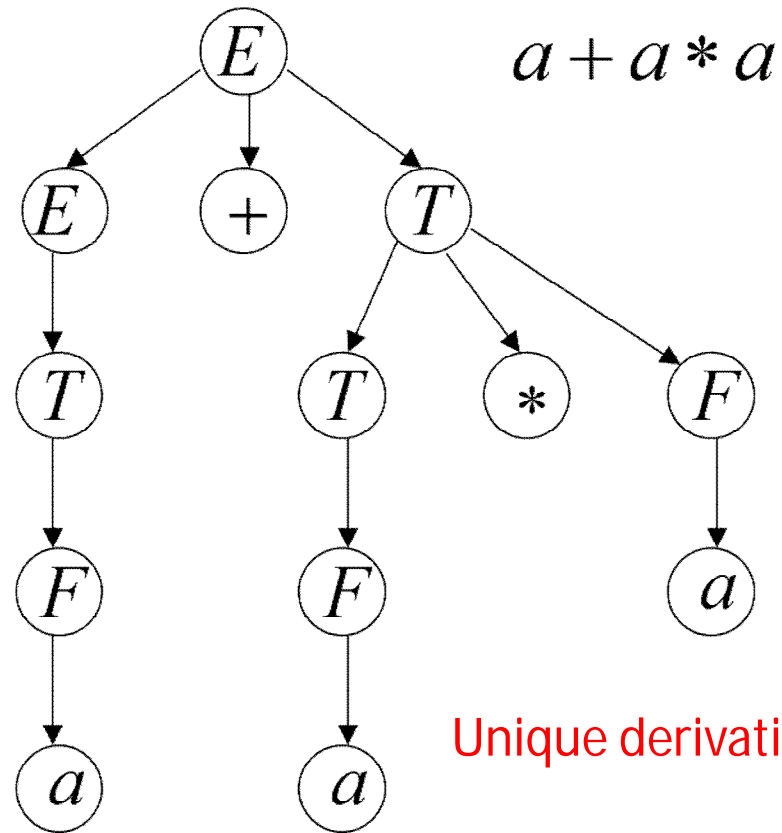 E
a + a * a
E + T
T T * F
F F a
a a
Unique derivati